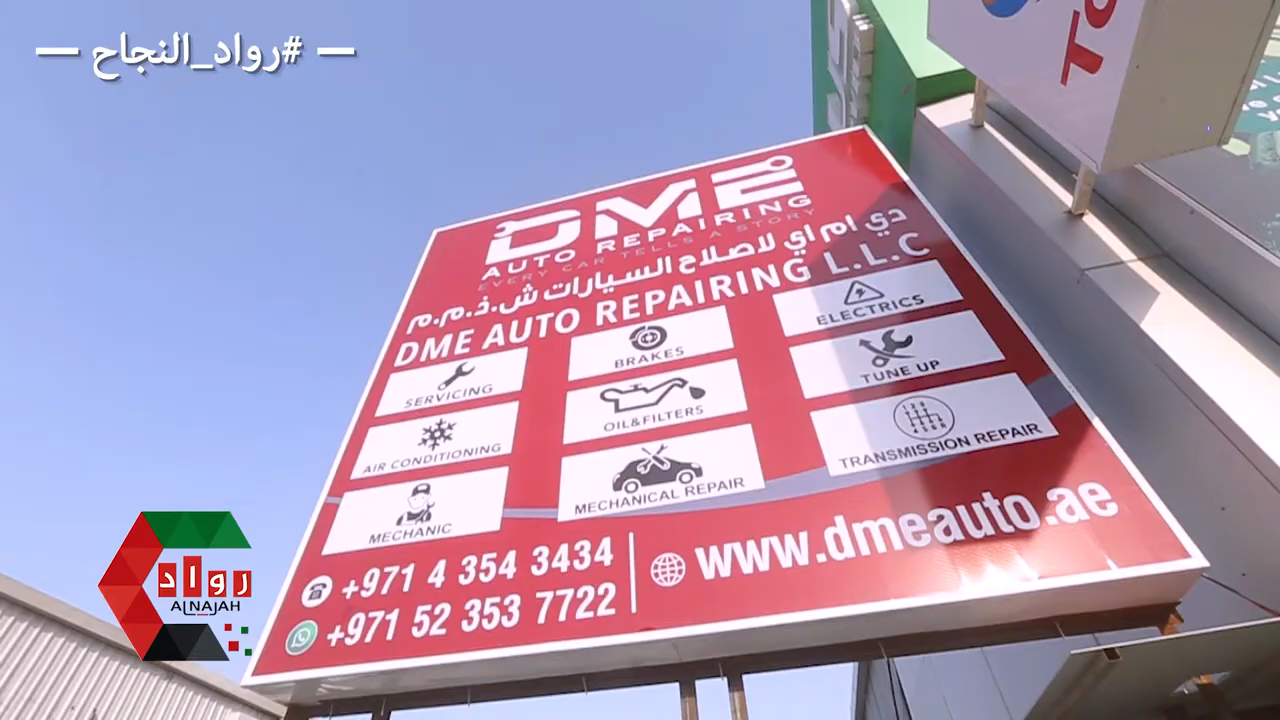 #رواد_النجاح
DME
AUTO REPAIRING
EVERY CAR TELLS A STORY
دي ام اي لاصلاح السيارات ش.ذ.م.م
DME AUTO REPAIRING L.L.C
SERVICING
BRAKES
ELECTRICS
AIR CONDITIONING
OIL&FILTERS
TUNE UP
MECHANIC
MECHANICAL REPAIR
TRANSMISSION REPAIR
+971 4 354 3434
+971 52 353 7722
www.dmeauto.ae
رواد
ALNAJAH